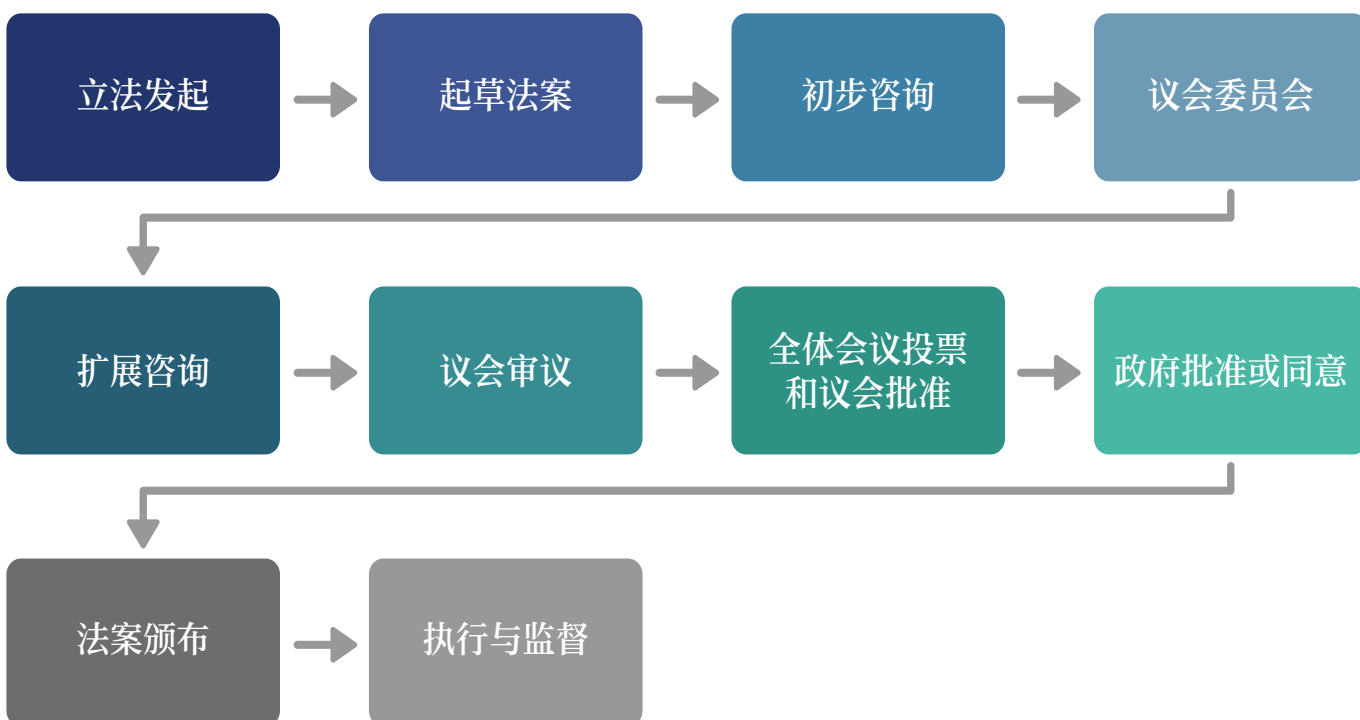 立法发起
起草法案
初步咨询
议会委员会
扩展咨询
议会审议
全体会议投票
和议会批准
政府批准或同意
法案颁布
执行与监督